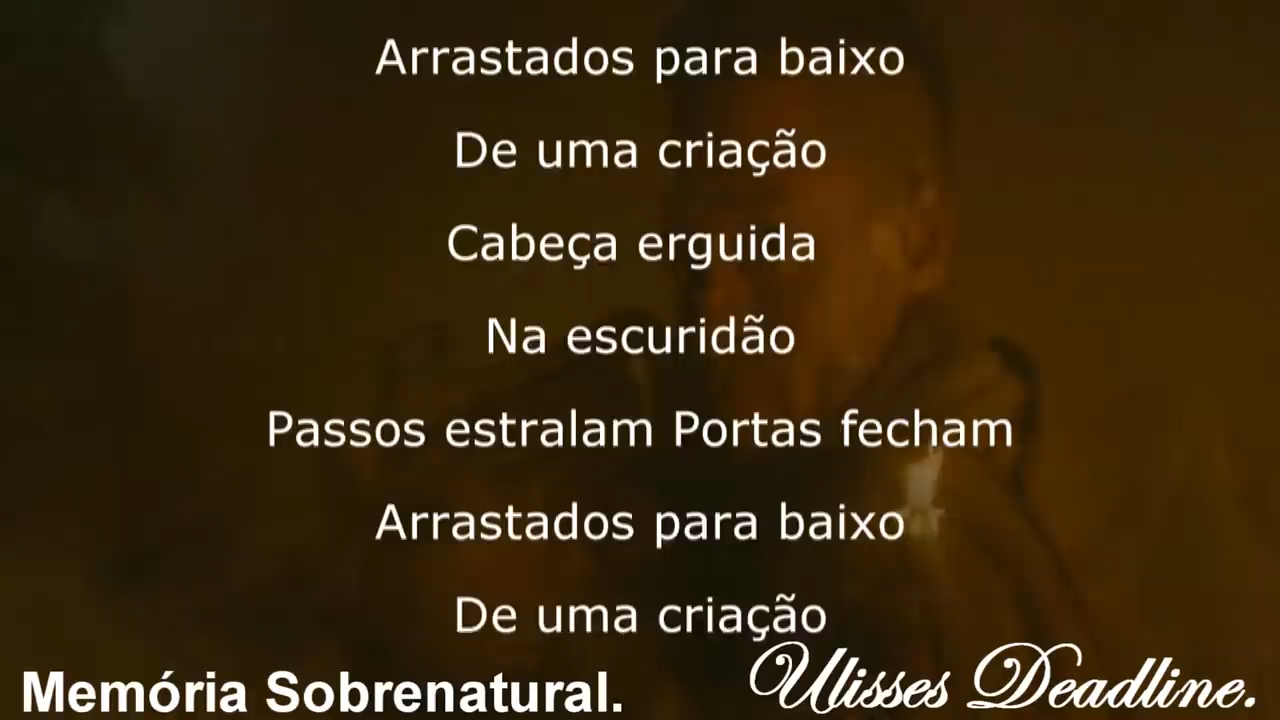 Arrastados para baixo
De uma criação
Cabeça erguida
Na escuridão
Passos estralam Portas fecham
Arrastados para baixo
De uma criação
Memória Sobrenatural.
Ulisses Deadline.